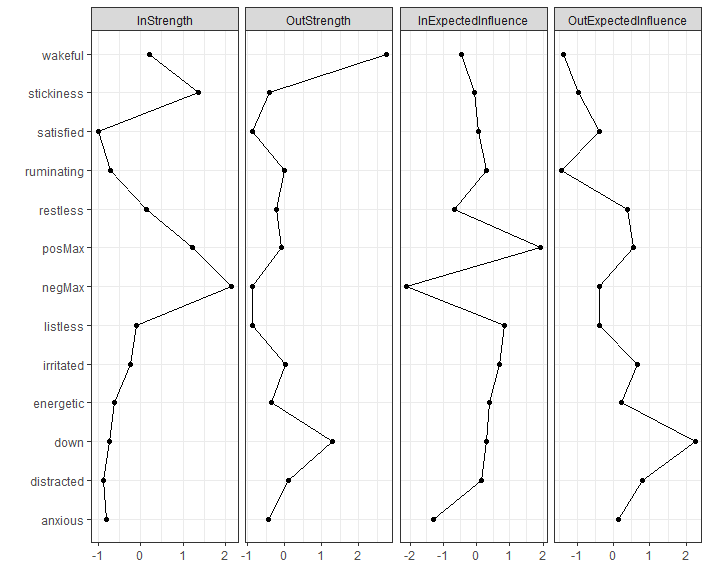 InStrength OutStrength InExpectedInfluence OutExpectedInfluence
wakeful
stickiness
satisfied
ruminating
restless
posMax
negMax
listless
irritated
energetic
down
distracted
anxious
-1 0 1 2 0 1 2 -2 -1 0 1 2 -1 0 1 2